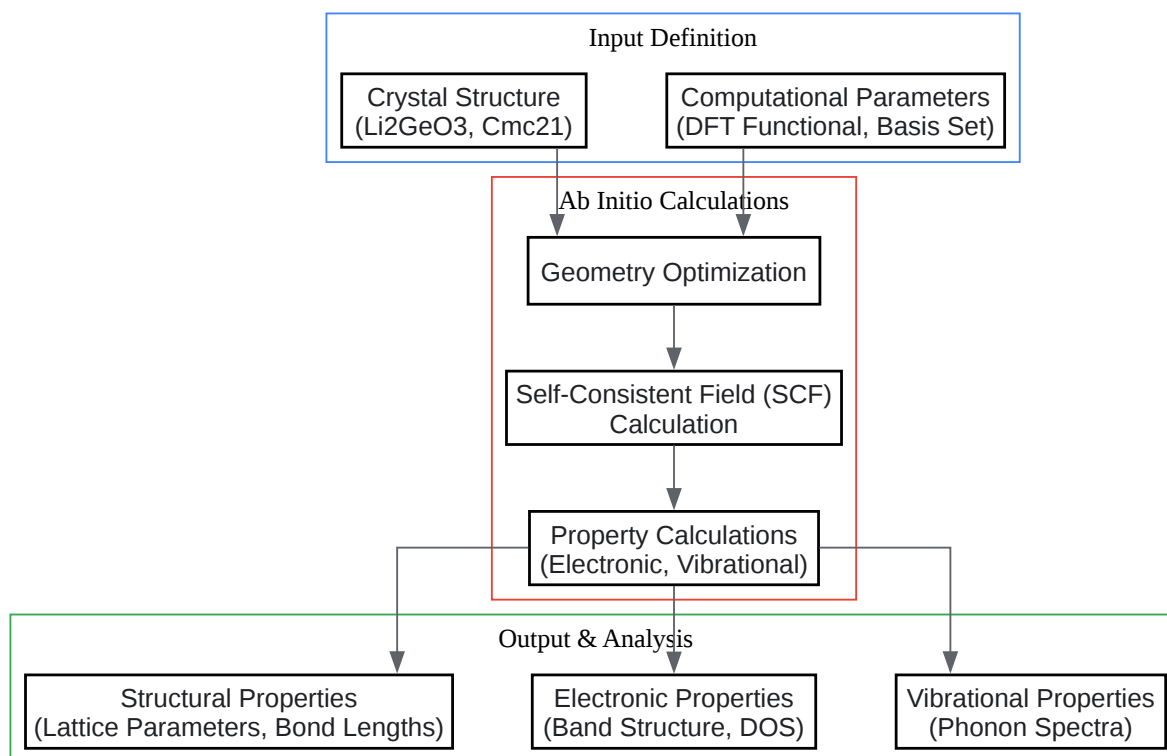 Input Definition
Crystal Structure
(Li2GeO3, Cmc21)
Computational Parameters
(DFT Functional, Basis Set)
Ab Initio Calculations
Geometry Optimization
Self-Consistent Field (SCF)
Calculation
Property Calculations
(Electronic, Vibrational)
Output & Analysis
Structural Properties
(Lattice Parameters, Bond Lengths)
Electronic Properties
(Band Structure, DOS)
Vibrational Properties
(Phonon Spectra)